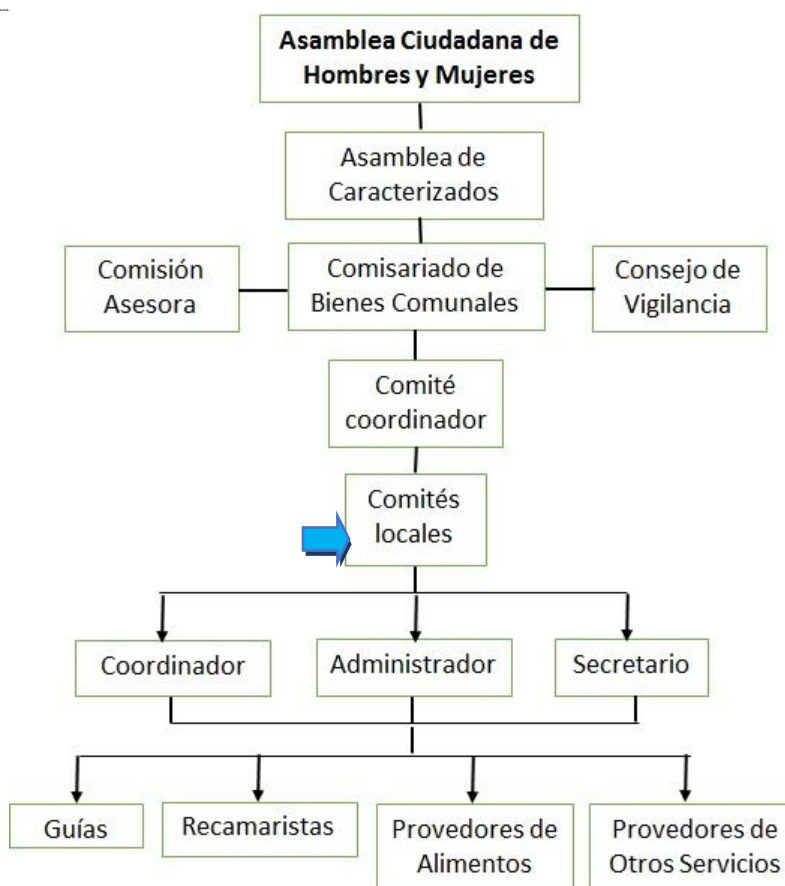 Asamblea Ciudadana de
Hombres y Mujeres
Asamblea de
Caracterizados
Comisión
Asesora
Comisariado de
Bienes Comunales
Consejo de
Vigilancia
Comité
coordinador
Comités
locales
Coordinador
Administrador
Secretario
Guías
Recamaristas
Provedores de
Alimentos
Provedores de
Otros Servicios